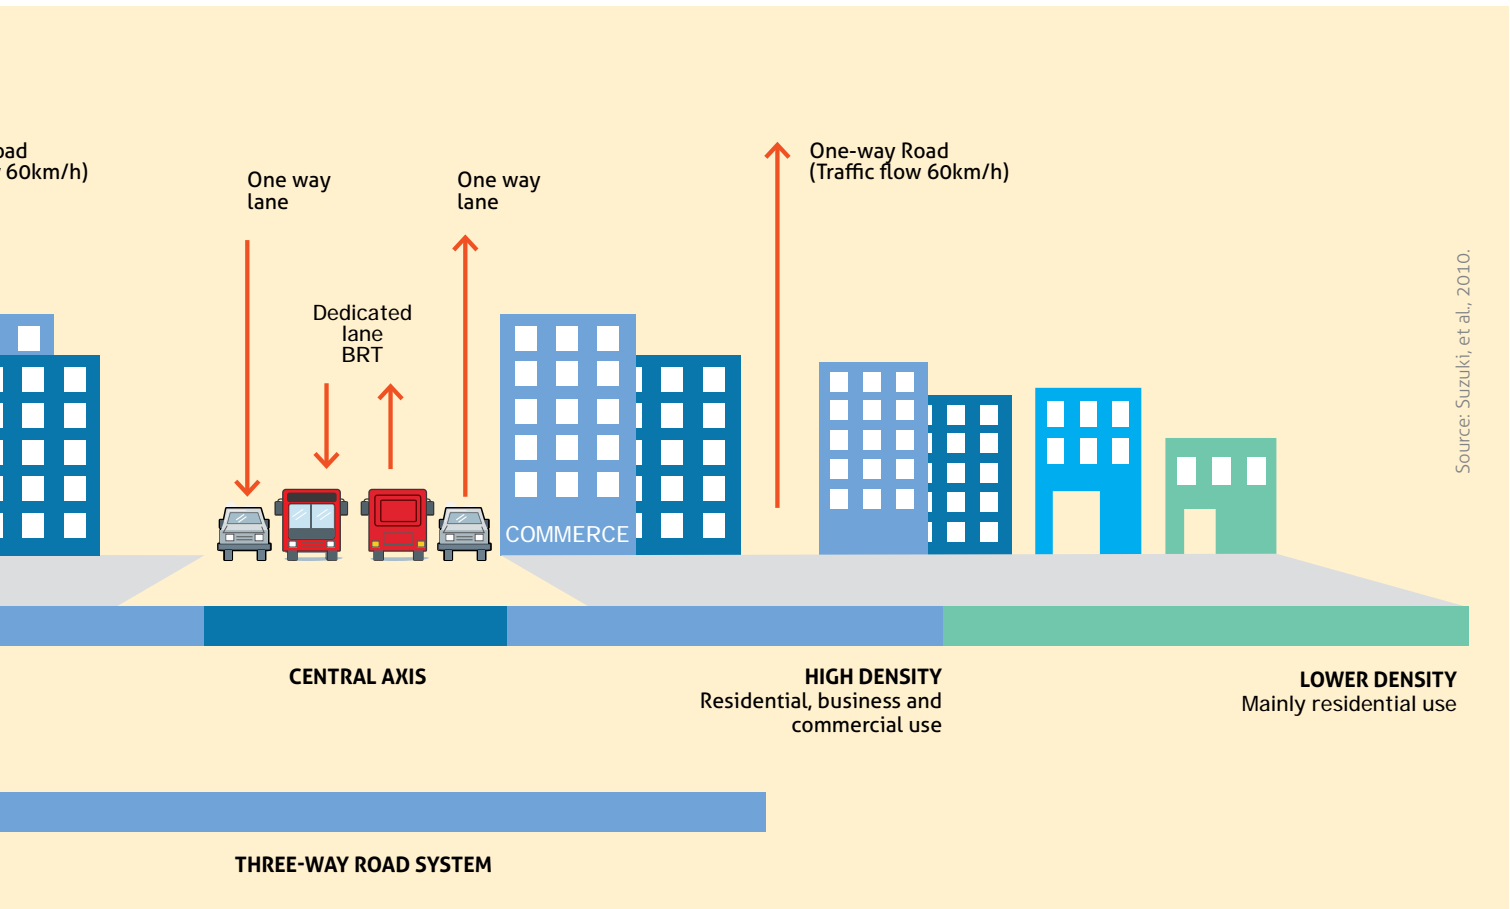 oad
60km/h)
One way
lane
One way
lane
One-way Road
(Traffic flow 60km/h)
Dedicated
lane
BRT
COMMERCE
Source: Suzuki, et al., 2010.
CENTRAL AXIS
HIGH DENSITY
Residential, business and
commercial use
LOWER DENSITY
Mainly residential use
THREE-WAY ROAD SYSTEM